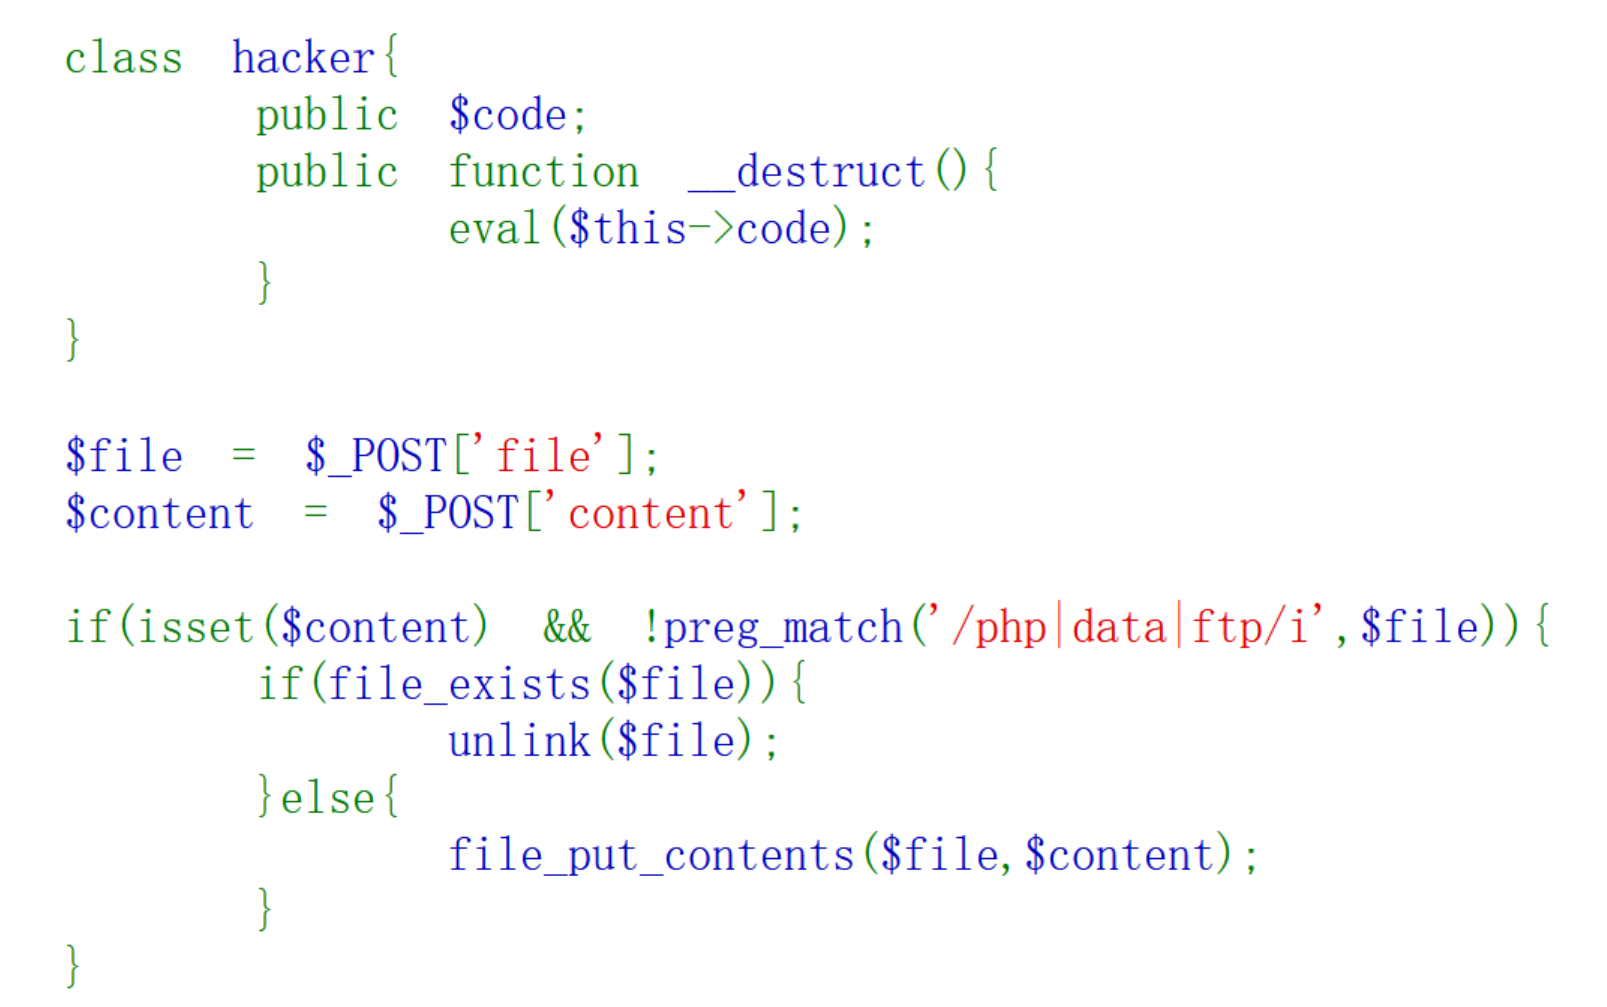 class hacker{
public $code;
public function __destruct(){
eval($this->code);
}
}
$file = $_POST['file'];
$content = $_POST['content'];
if(isset($content) && !preg_match('/php|data|ftp/i',$file)){
if(file_exists($file)){
unlink($file);
}else{
file_put_contents($file,$content);
}
}